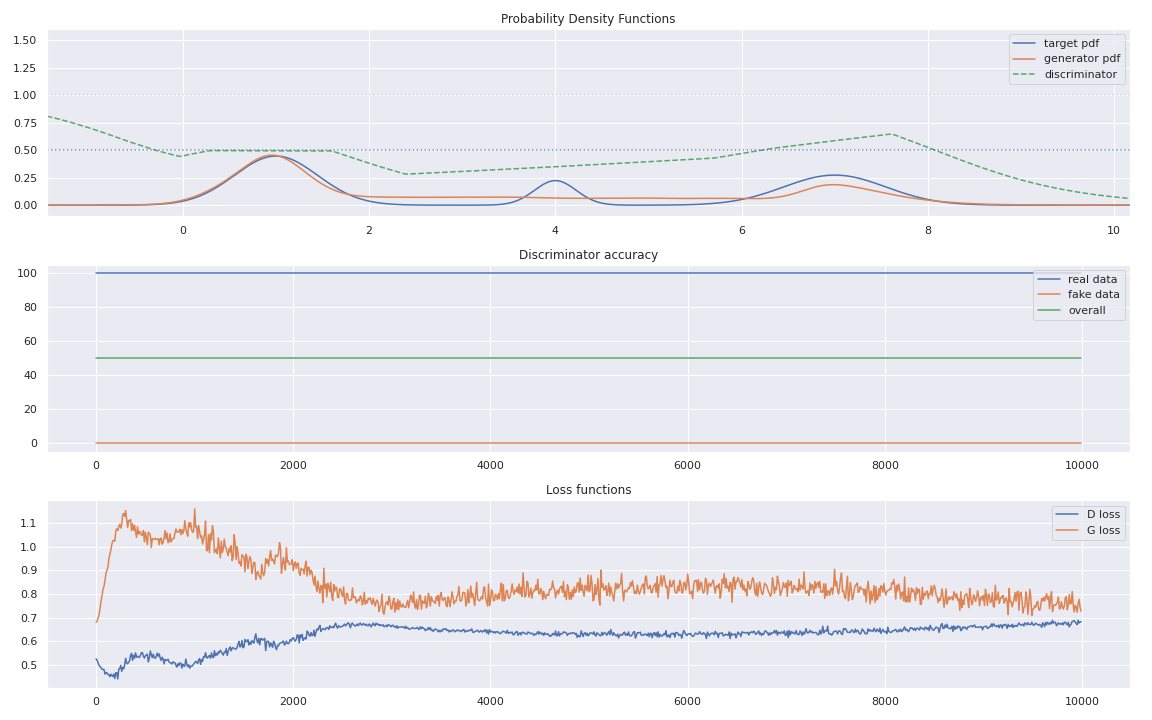 Probability Density Functions
1.50
1.25
1.00
0.75
0.50
0.25
0.00
target pdf
generator pdf
discriminator
0 2 4 6 8 10
Discriminator accuracy
100
80
60
40
20
0
real data
fake data
overall
0 2000 4000 6000 8000 10000
Loss functions
1.1
1.0
0.9
0.8
0.7
0.6
0.5
D loss
G loss
0 2000 4000 6000 8000 10000